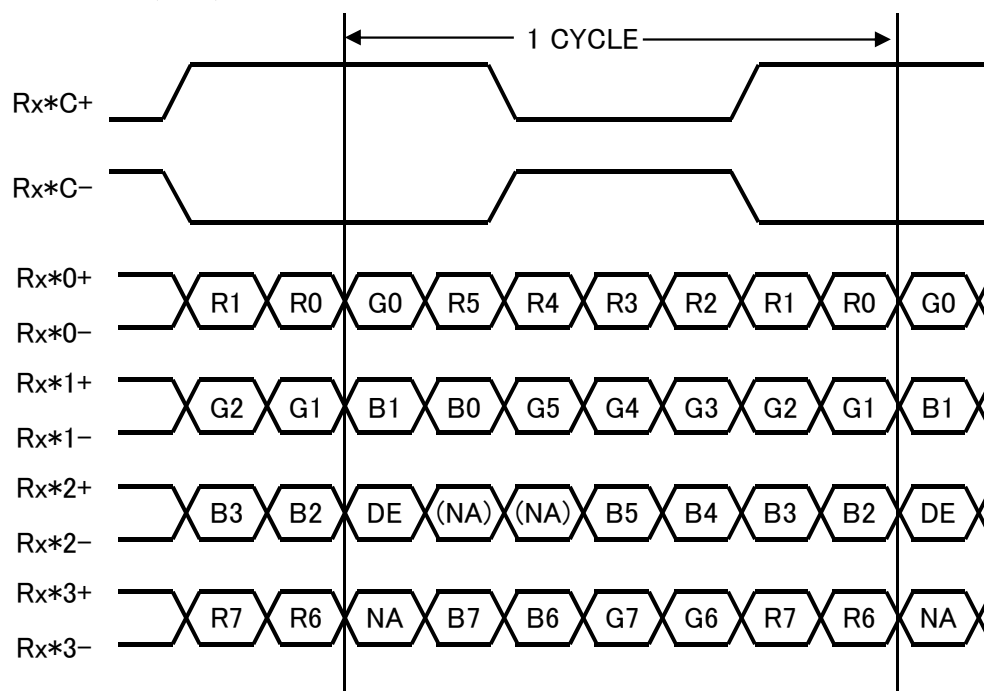 1 CYCLE
Rx*C+
Rx*C−
Rx*0+
R1 R0 G0 R5 R4 R3 R2 R1 R0 G0
Rx*0−
Rx*1+
G2 G1 B1 B0 G5 G4 G3 G2 G1 B1
Rx*1−
Rx*2+
B3 B2 DE (NA) (NA) B5 B4 B3 B2 DE
Rx*2−
Rx*3+
R7 R6 NA B7 B6 G7 G6 R7 R6 NA
Rx*3−